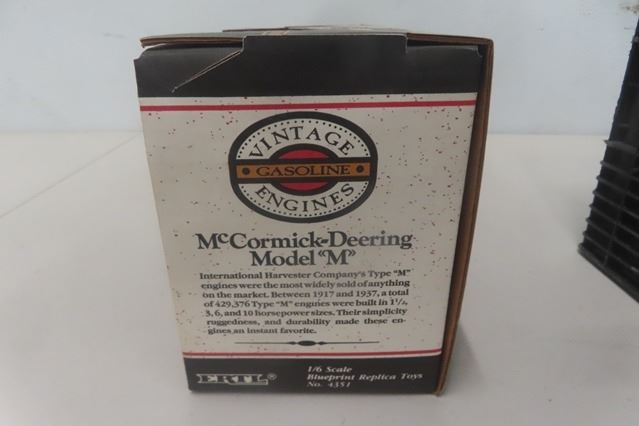 VINTAGE
GASOLINE
ENGINES
McCormick-Deering
Model "M"
International Harvester Company's Type "M"
engines were the most widely sold of anything
on the market. Between 1917 and 1937, a total
of 429,376 Type "M" engines were built in 1½,
3, 6, and 10 horsepower sizes. Their simplicity
ruggedness, and durability made these en-
gines an instant favorite.
ERTL®
1/6 Scale
Blueprint Replica Toys
No. 4351